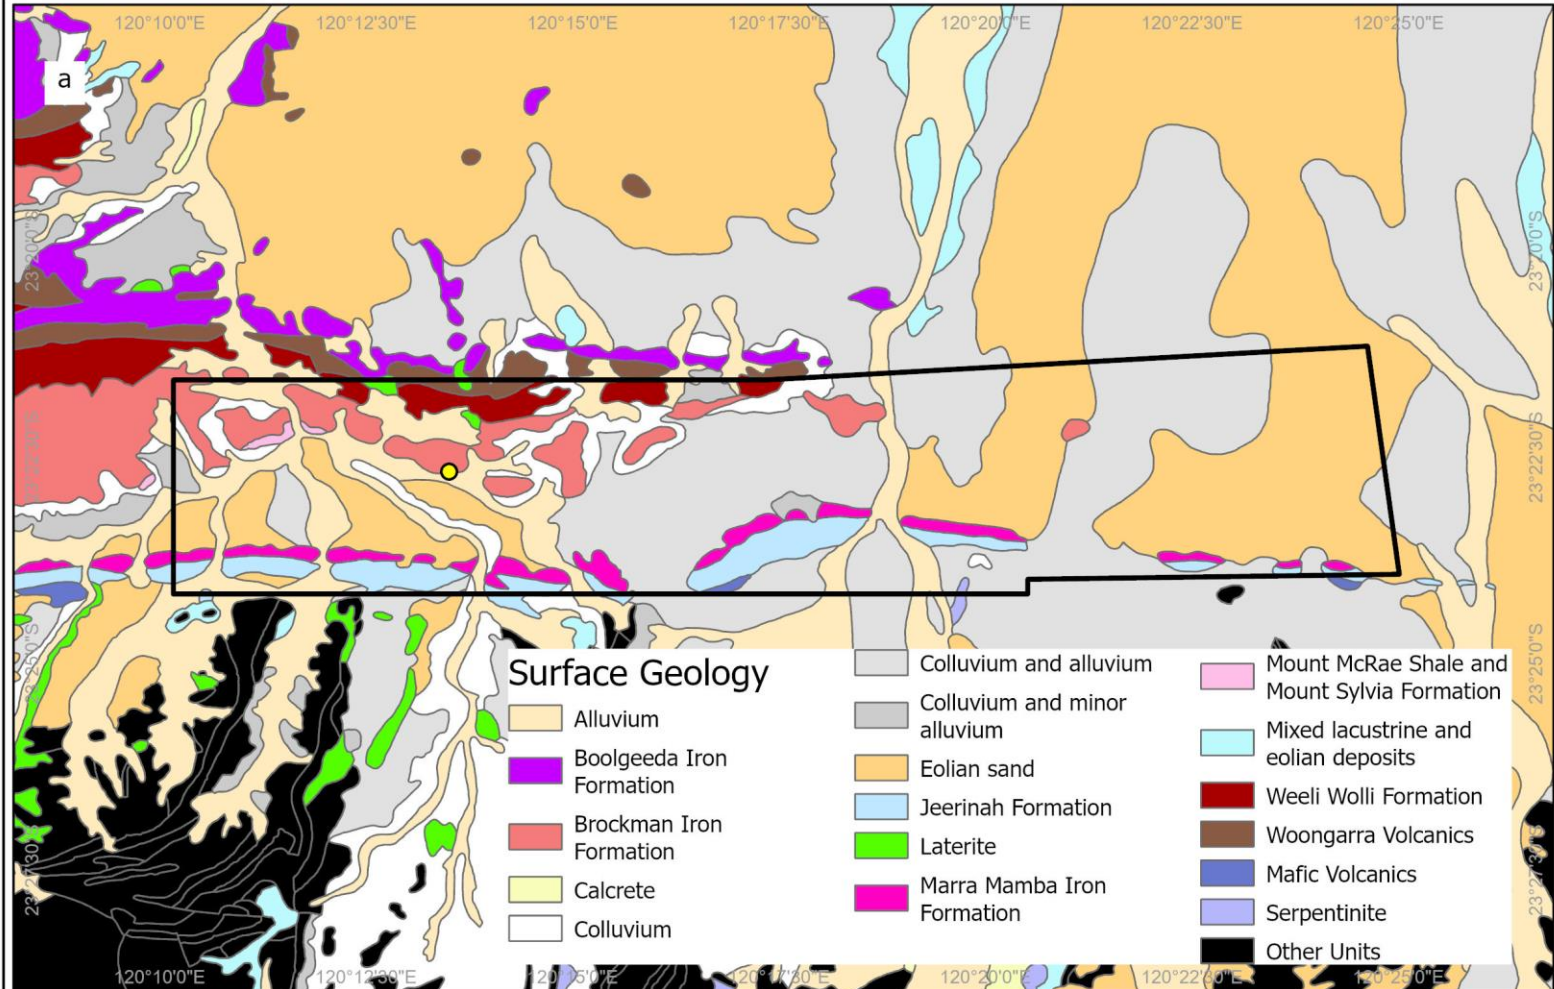 120°10'0"E 120°12'30"E 120°15'0"E 120°17'30"E 120°20'0"E 120°22'30"E 120°25'0"E
a
23°20'0"S
23°20'0"S
23°22'30"S
23°22'30"S
23°25'0"S
23°25'0"S
23°27'30"S
23°27'30"S
Surface Geology
Alluvium
Boolgeeda Iron
Formation
Brockman Iron
Formation
Calcrete
Colluvium
Colluvium and alluvium
Colluvium and minor
alluvium
Eolian sand
Jeerinah Formation
Laterite
Marra Mamba Iron
Formation
Mount McRae Shale and
Mount Sylvia Formation
Mixed lacustrine and
eolian deposits
Weeli Wolli Formation
Woongarra Volcanics
Mafic Volcanics
Serpentinite
Other Units
120°10'0"E 120°12'30"E 120°15'0"E 120°17'30"E 120°20'0"E 120°22'30"E 120°25'0"E